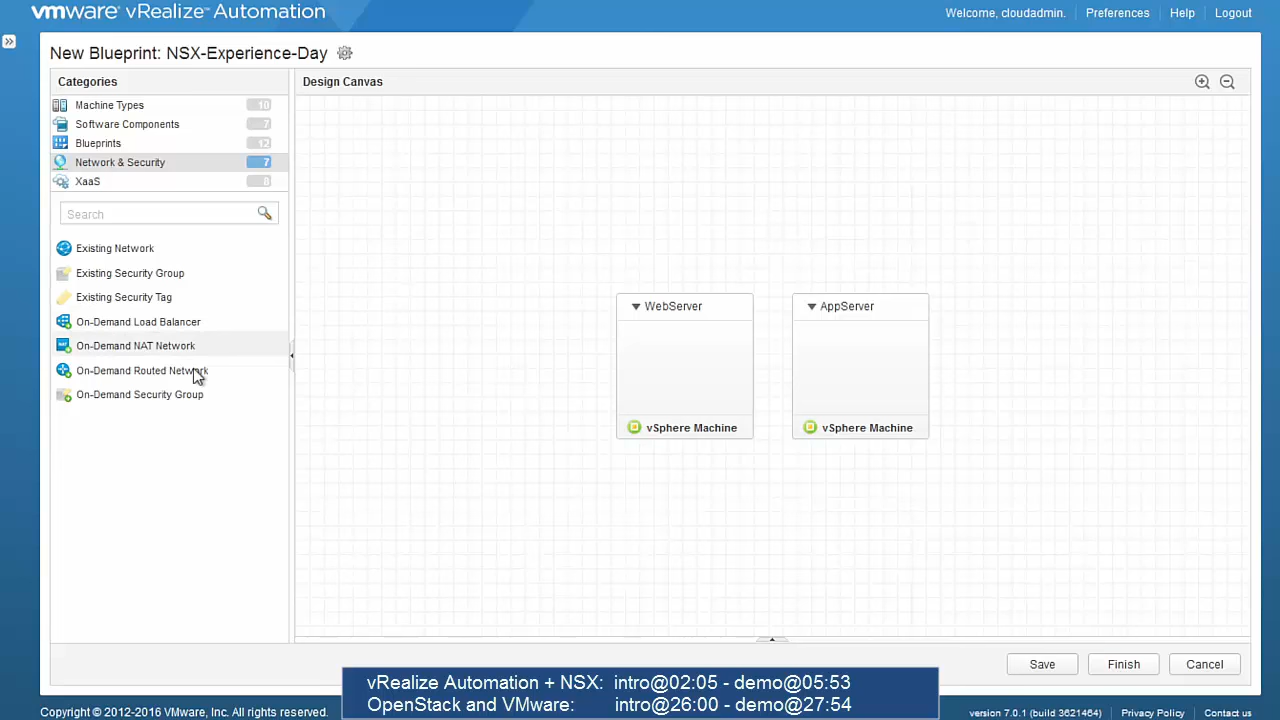 vmware vRealize™ Automation
Welcome, cloudadmin. Preferences Help Logout
New Blueprint: NSX-Experience-Day
Categories
Machine Types 10
Software Components 7
Blueprints 12
Network & Security 7
XaaS 8
Search
Existing Network
Existing Security Group
Existing Security Tag
On-Demand Load Balancer
On-Demand NAT Network
On-Demand Routed Network
On-Demand Security Group
Design Canvas
WebServer
vSphere Machine
AppServer
vSphere Machine
Save Finish Cancel
vRealize Automation + NSX: intro@02:05 - demo@05:53
OpenStack and VMware: intro@26:00 - demo@27:54
Copyright © 2012-2016 VMware, Inc. All rights reserved.
version 7.0.1 (build 3621464) Privacy Policy Contact us